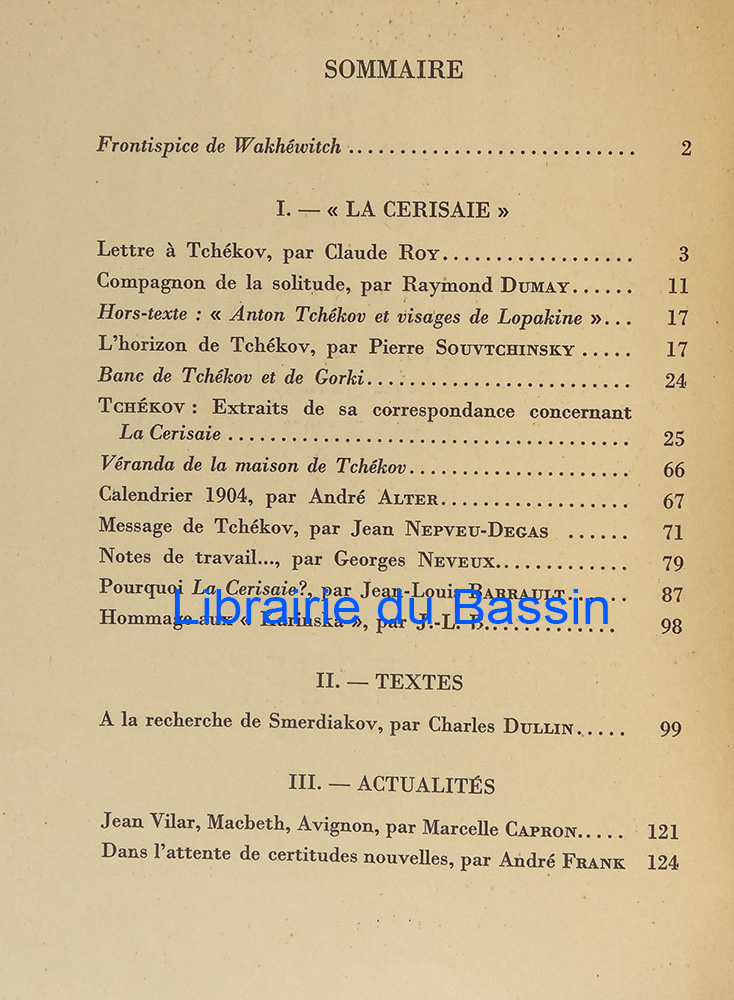 SOMMAIRE
Frontispice de Wakhéwitch ............................ 2
I. — « LA CERISAIE »
Lettre à Tchékov, par Claude ROY................... 3
Compagnon de la solitude, par Raymond DUMAY...... 11
Hors-texte : « Anton Tchékov et visages de Lopakine »... 17
L'horizon de Tchékov, par Pierre SOUVTCHINSKY ..... 17
Banc de Tchékov et de Gorki.......................... 24
TCHÉKOV : Extraits de sa correspondance concernant
La Cerisaie ........................................ 25
Véranda de la maison de Tchékov...................... 66
Calendrier 1904, par André ALTER................... 67
Message de Tchékov, par Jean NEPVEU-DEGAS ...... 71
Notes de travail..., par Georges NEVEUX............. 79
Pourquoi La Cerisaie?, par Jean-Louis BARRAULT...... 87
Librairie du Bassin
Hommage aux « Karinska », par J.-L. B............. 98
II. — TEXTES
A la recherche de Smerdiakov, par Charles DULLIN..... 99
III. — ACTUALITÉS
Jean Vilar, Macbeth, Avignon, par Marcelle CAPRON..... 121
Dans l'attente de certitudes nouvelles, par André FRANK 124